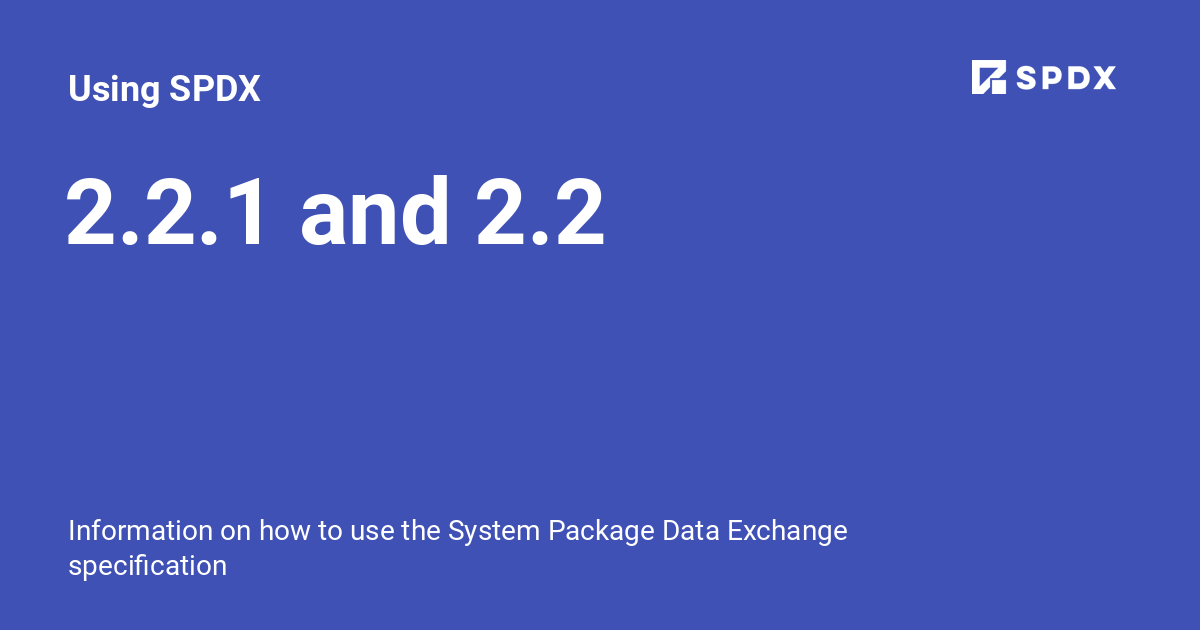 Using SPDX
SPDX
2.2.1 and 2.2
Information on how to use the System Package Data Exchange
specification